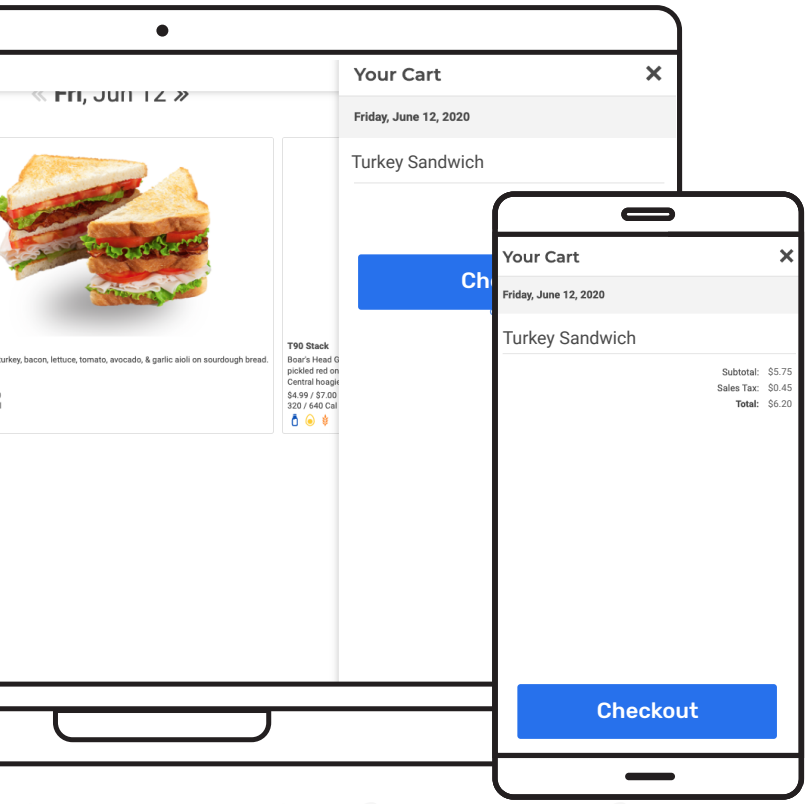 « Fri, Jun 12 »
turkey, bacon, lettuce, tomato, avocado, & garlic aioli on sourdough bread.
T90 Stack
Boar's Head G
pickled red on
Central hoagie
$4.99 / $7.00
320 / 640 Cal
Your Cart ×
Friday, June 12, 2020
Turkey Sandwich
Ch
Your Cart ×
Friday, June 12, 2020
Turkey Sandwich
Subtotal: $5.75
Sales Tax: $0.45
Total: $6.20
Checkout